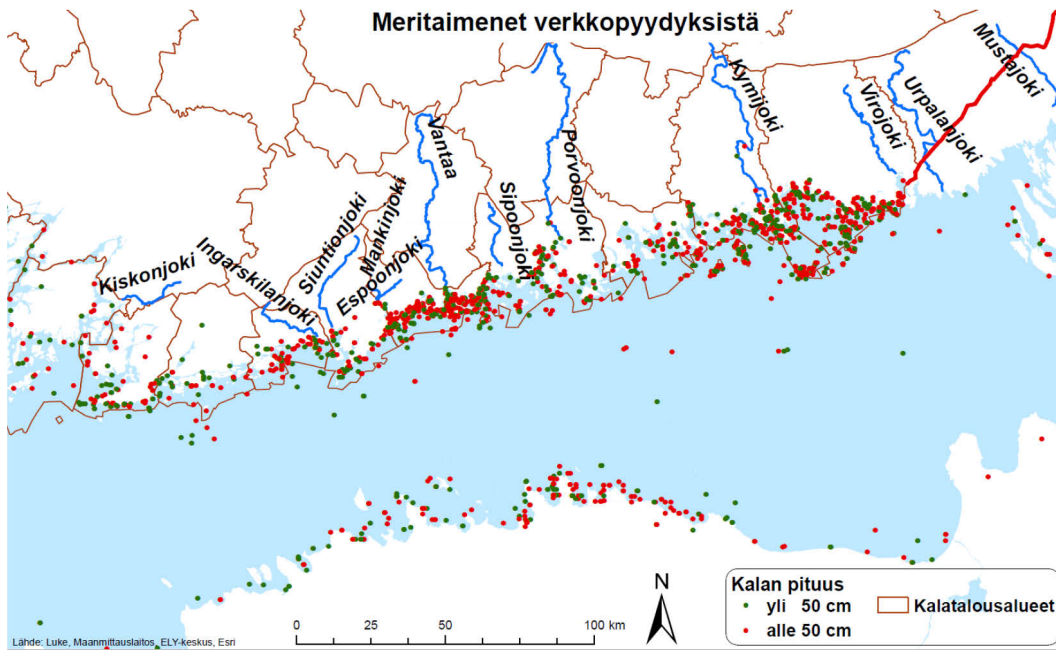 Meritaimenet verkkopyydyksistä
Mustajoki
Kymijoki
Virojoki
Urpalanjoki
Vantaa
Porvoonjoki
Sipoonjoki
Mankinjoki
Siuntionjoki
Espoonjoki
Ingarskilanjoki
Kiskonjoki
N
0 25 50 100 km
Kalan pituus
yli 50 cm
alle 50 cm
Kalatalousalueet
Lähde: Luke, Maanmittauslaitos, ELY-keskus, Esri